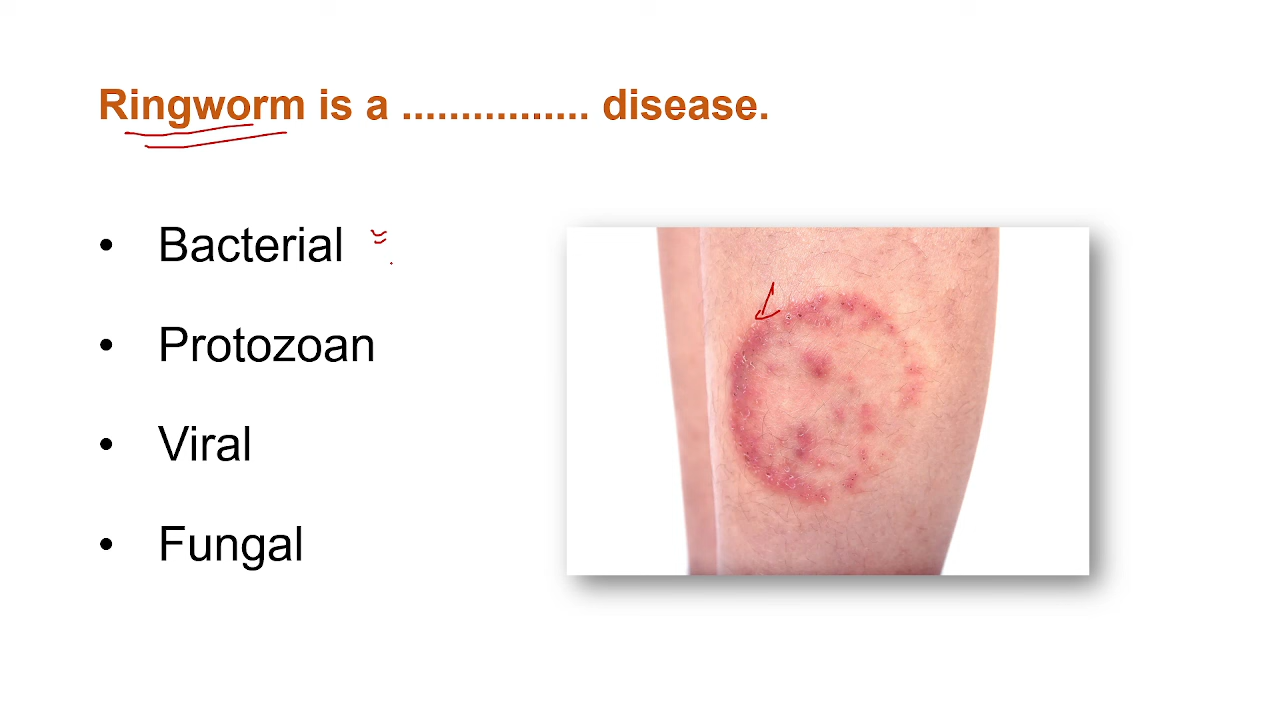 Ringworm is a ................ disease.
• Bacterial
• Protozoan
• Viral
• Fungal